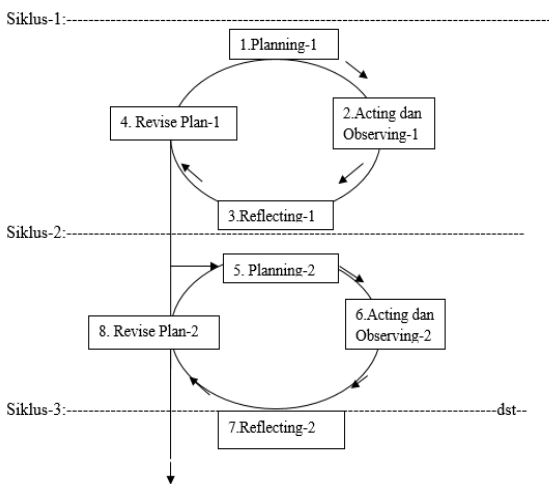 Siklus-1:
1.Planning-1
2.Acting dan
Observing-1
4. Revise Plan-1
3.Reflecting-1
Siklus-2:
5. Planning-2
6.Acting dan
Observing-2
8. Revise Plan-2
Siklus-3:
dst
7.Reflecting-2